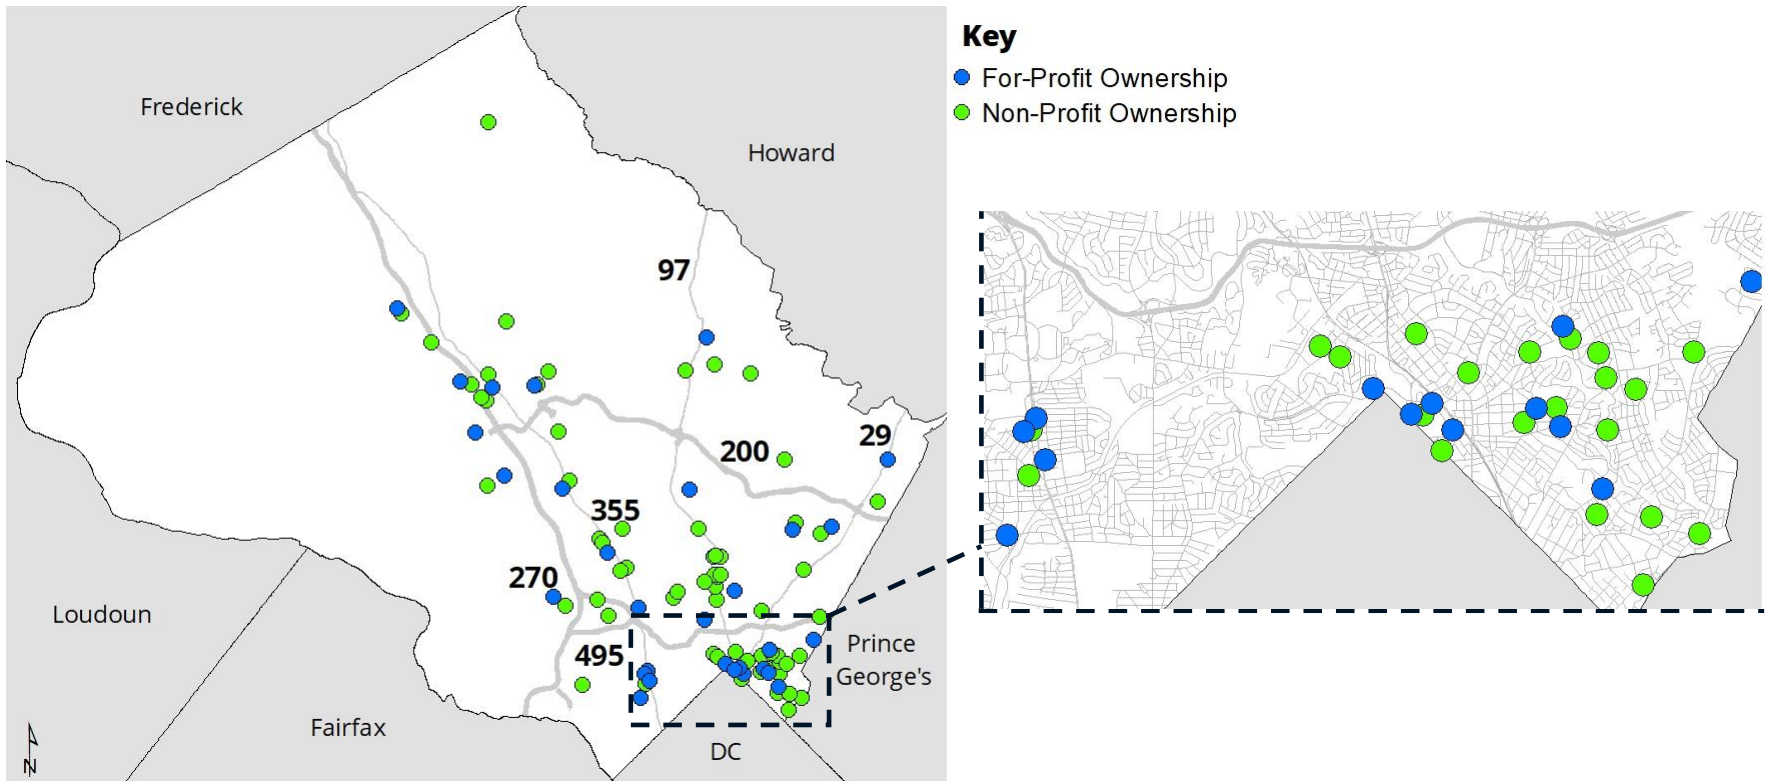 Key
For-Profit Ownership
Non-Profit Ownership
Frederick
Howard
97
200
29
355
270
495
Loudoun
Fairfax
Prince
George's
DC
N